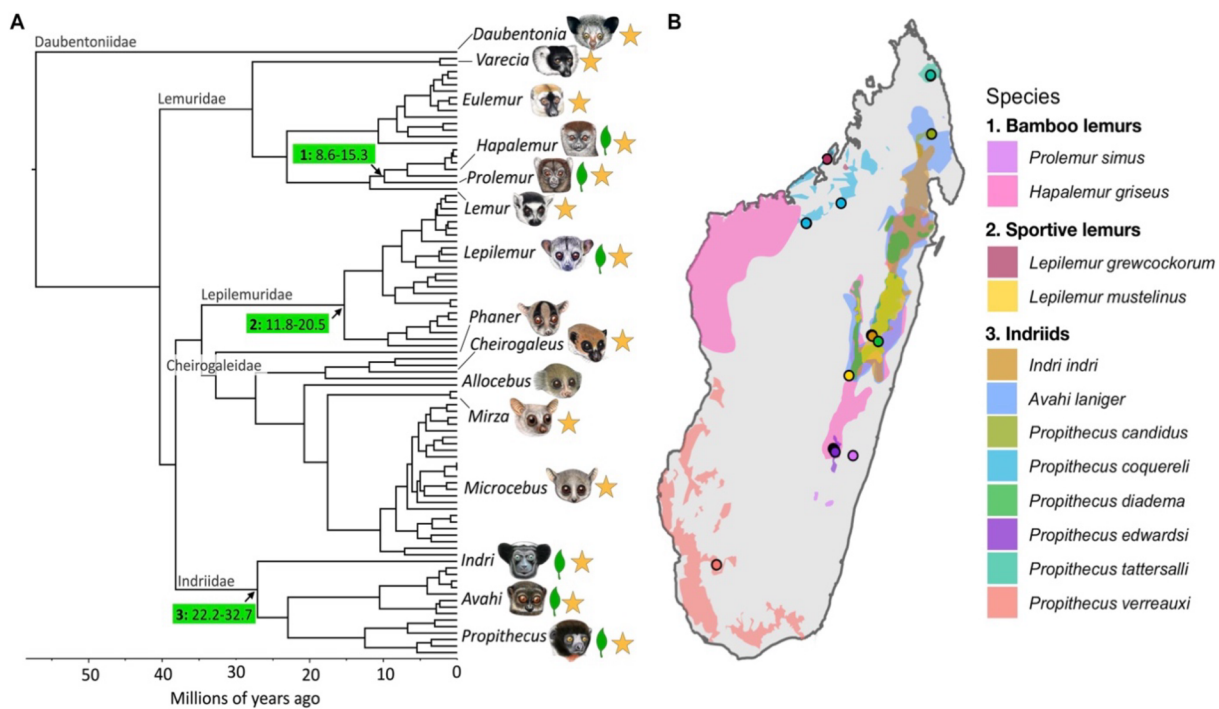 A
Daubentoniidae
Daubentonia
Varecia
Lemuridae
Eulemur
Hapalemur
1: 8.6-15.3
Prolemur
Lemur
Lepilemur
Lepilemuridae
2: 11.8-20.5
Phaner
Cheirogaleus
Cheirogaleidae
Allocebus
Mirza
Microcebus
Indri
Indriidae
Avahi
3: 22.2-32.7
Propithecus
50 40 30 20 10 0
Millions of years ago
B
Species
1. Bamboo lemurs
Prolemur simus
Hapalemur griseus
2. Sportive lemurs
Lepilemur grewcockorum
Lepilemur mustelinus
3. Indriids
Indri indri
Avahi laniger
Propithecus candidus
Propithecus coquereli
Propithecus diadema
Propithecus edwardsi
Propithecus tattersalli
Propithecus verreauxi